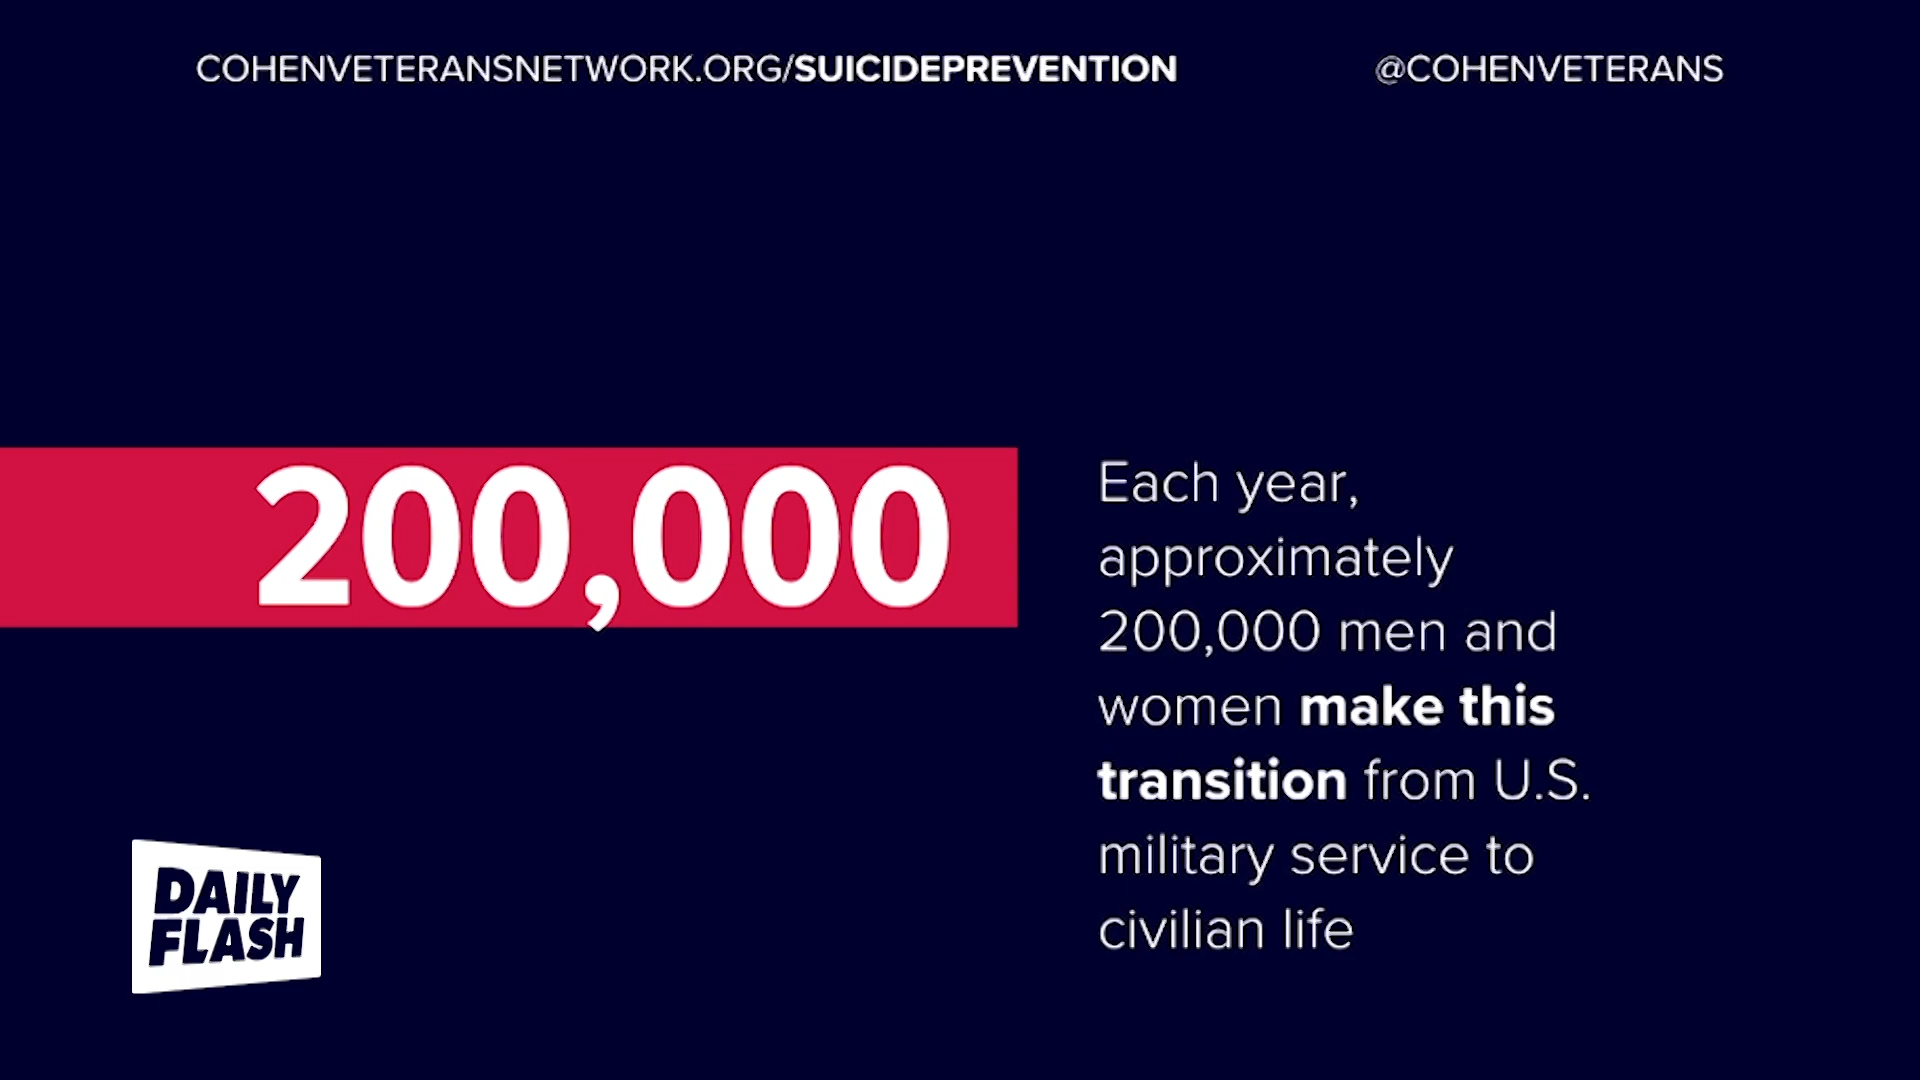 COHENVETERANSNETWORK.ORG/SUICIDEPREVENTION
@COHENVETERANS
200,000
Each year,
approximately
200,000 men and
women make this
transition from U.S.
military service to
civilian life
DAILY
FLASH